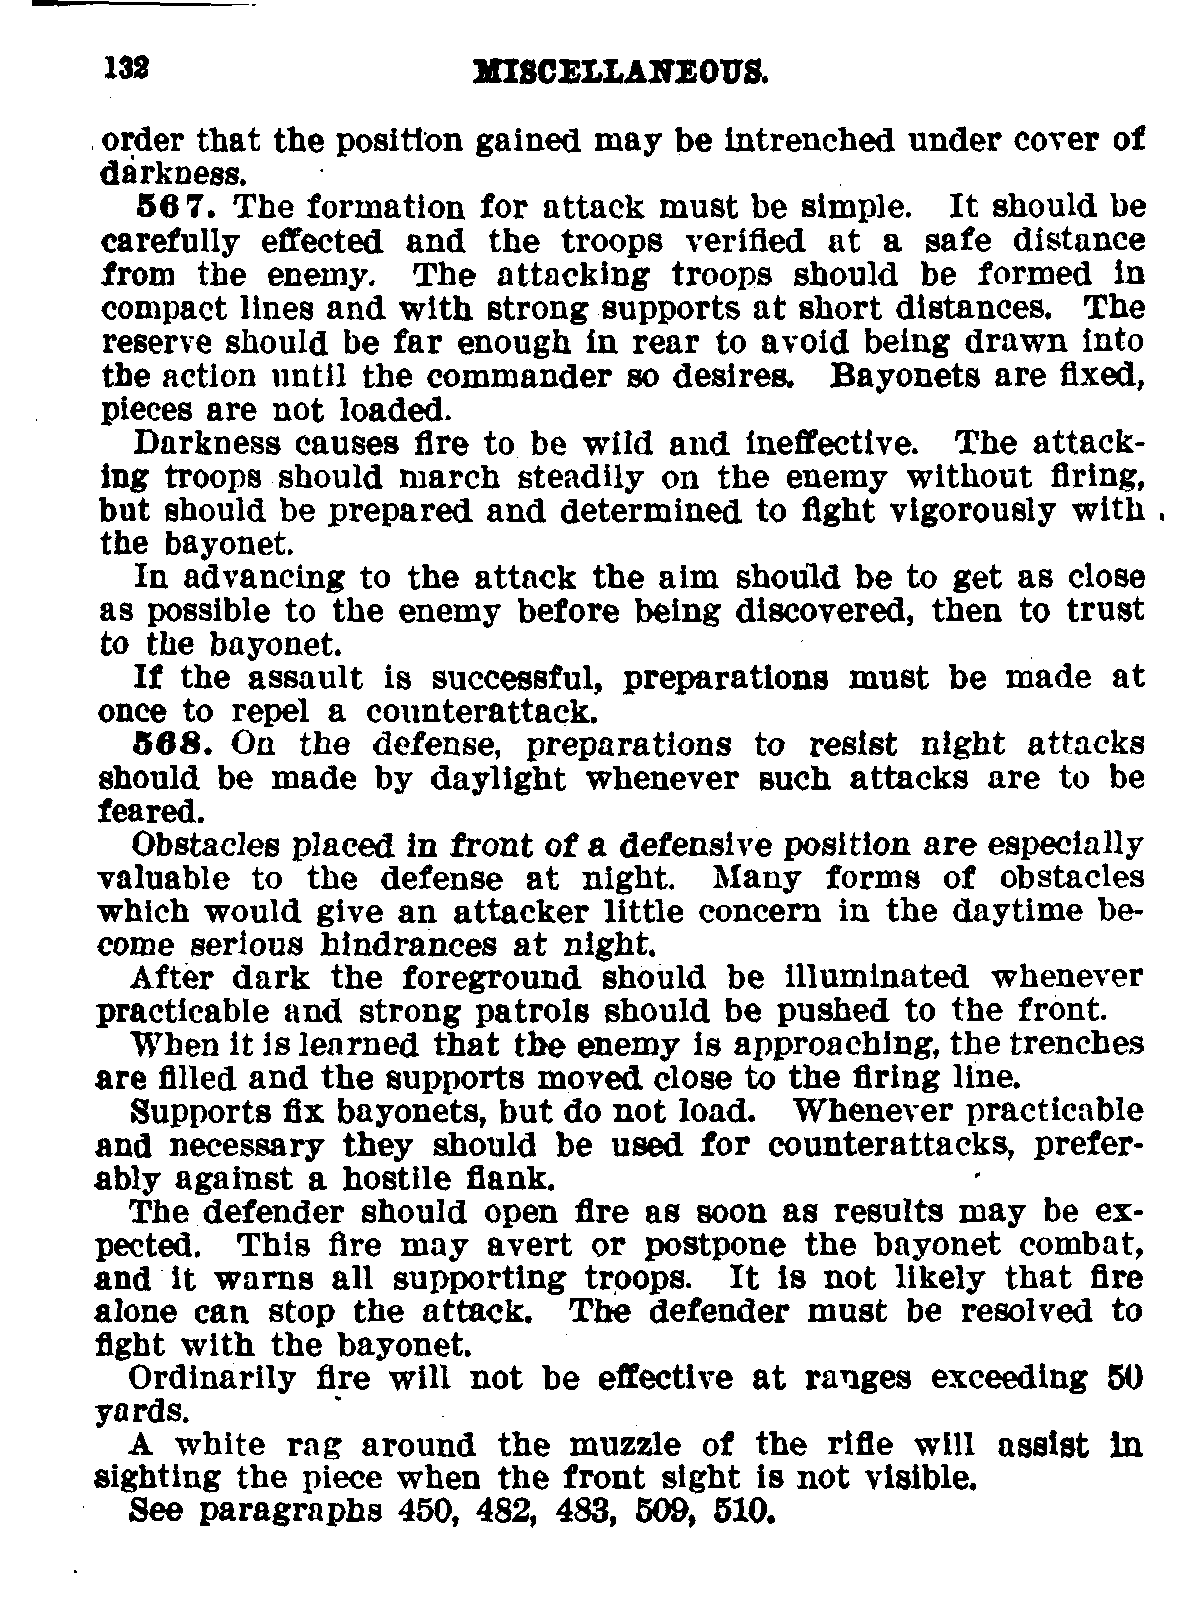 132 MISCELLANEOUS.
order that the position gained may be intrenched under cover of
darkness.
567. The formation for attack must be simple. It should be
carefully effected and the troops verified at a safe distance
from the enemy. The attacking troops should be formed in
compact lines and with strong supports at short distances. The
reserve should be far enough in rear to avoid being drawn into
the action until the commander so desires. Bayonets are fixed,
pieces are not loaded.
Darkness causes fire to be wild and ineffective. The attack-
ing troops should march steadily on the enemy without firing,
but should be prepared and determined to fight vigorously with
the bayonet.
In advancing to the attack the aim should be to get as close
as possible to the enemy before being discovered, then to trust
to the bayonet.
If the assault is successful, preparations must be made at
once to repel a counterattack.
568. On the defense, preparations to resist night attacks
should be made by daylight whenever such attacks are to be
feared.
Obstacles placed in front of a defensive position are especially
valuable to the defense at night. Many forms of obstacles
which would give an attacker little concern in the daytime be-
come serious hindrances at night.
After dark the foreground should be illuminated whenever
practicable and strong patrols should be pushed to the front.
When it is learned that the enemy is approaching, the trenches
are filled and the supports moved close to the firing line.
Supports fix bayonets, but do not load. Whenever practicable
and necessary they should be used for counterattacks, prefer-
ably against a hostile flank.
The defender should open fire as soon as results may be ex-
pected. This fire may avert or postpone the bayonet combat,
and it warns all supporting troops. It is not likely that fire
alone can stop the attack. The defender must be resolved to
fight with the bayonet.
Ordinarily fire will not be effective at ranges exceeding 50
yards.
A white rag around the muzzle of the rifle will assist in
sighting the piece when the front sight is not visible.
See paragraphs 450, 482, 483, 509, 510.